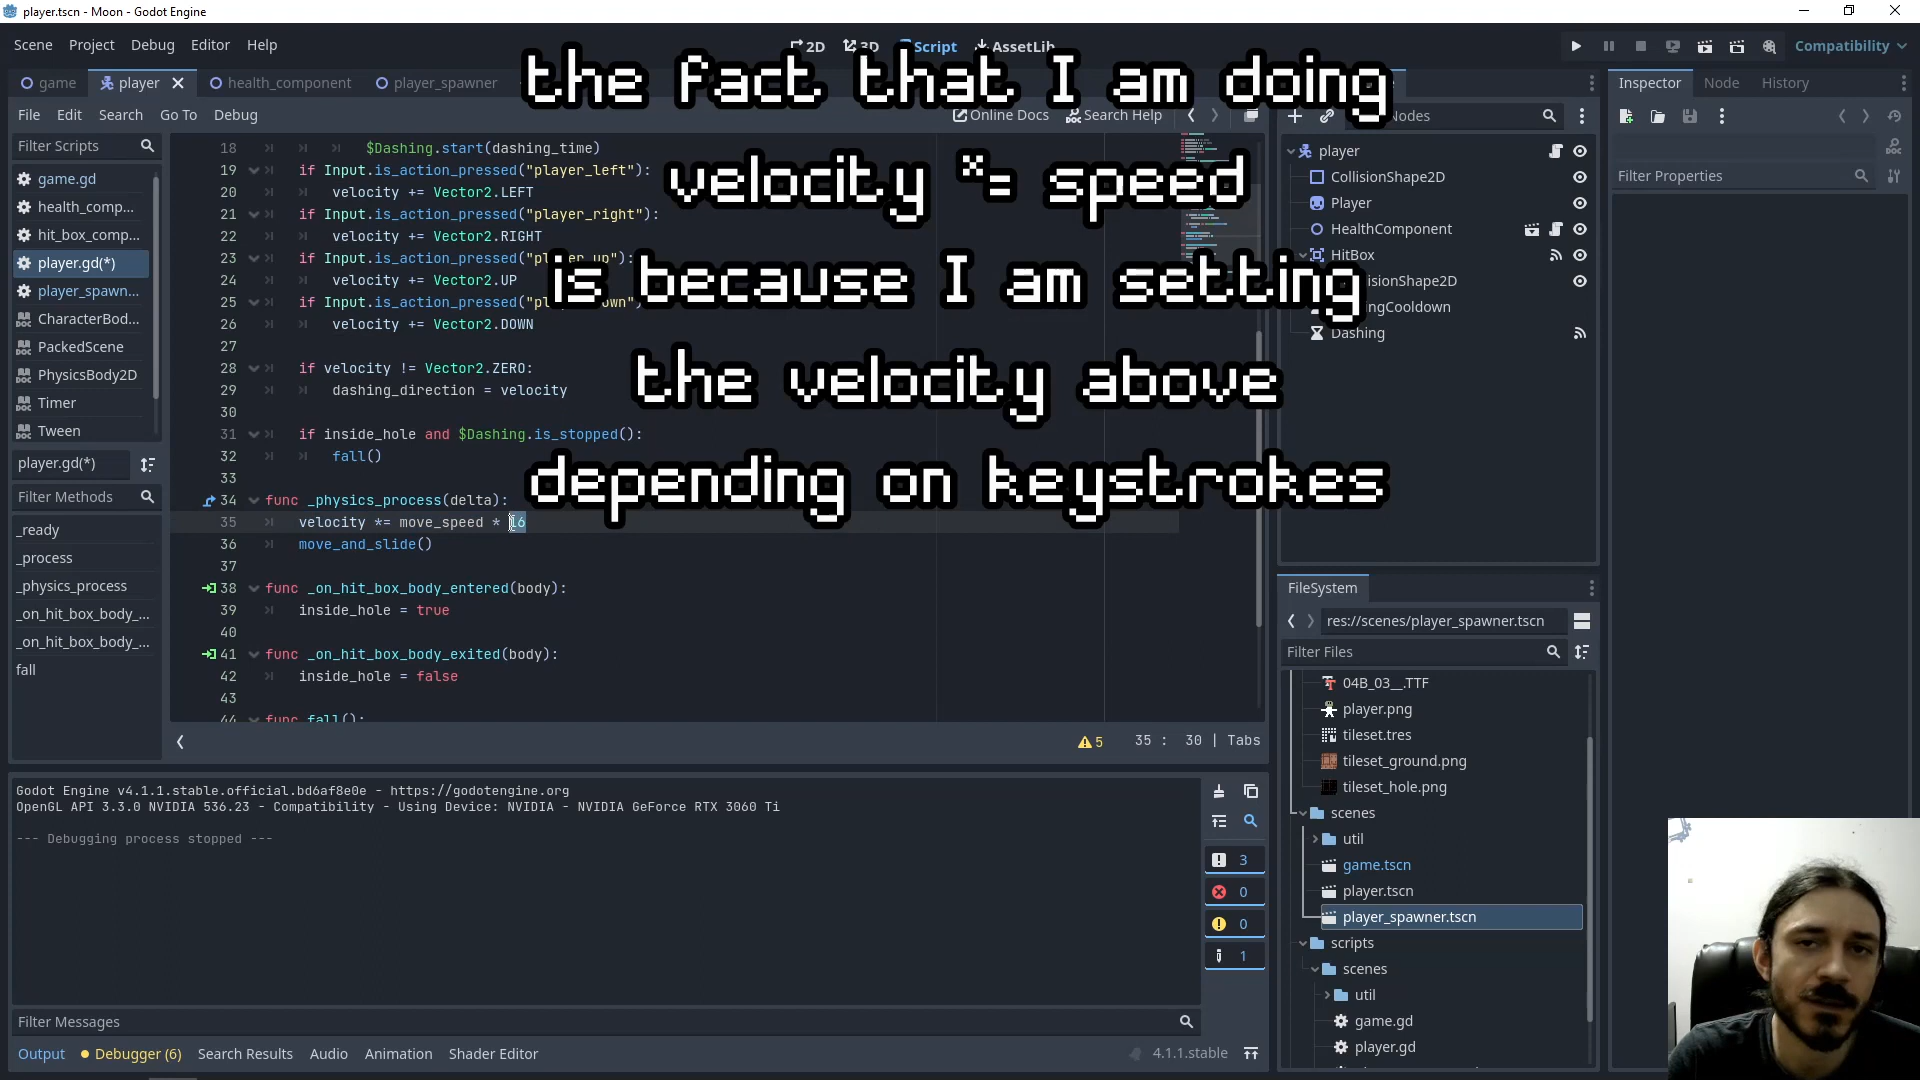 player.tscn - Moon - Godot Engine
Scene Project Debug Editor Help
2D 3D Script AssetLib
Compatibility
the fact that I am doing
velocity *= speed
is because I am setting
the velocity above
depending on keystrokes
game player health_component player_spawner
File Edit Search Go To Debug
Online Docs Search Help
Filter Scripts
game.gd
health_comp...
hit_box_comp...
player.gd(*)
player_spawn...
CharacterBod...
PackedScene
PhysicsBody2D
Timer
Tween
player.gd(*)
Filter Methods
_ready
_process
_physics_process
_on_hit_box_body_...
_on_hit_box_body_...
fall
18 $Dashing.start(dashing_time)
19 if Input.is_action_pressed("player_left"):
20 velocity += Vector2.LEFT
21 if Input.is_action_pressed("player_right"):
22 velocity += Vector2.RIGHT
23 if Input.is_action_pressed("player_up"):
24 velocity += Vector2.UP
25 if Input.is_action_pressed("pl own"
26 velocity += Vector2.DOWN
27
28 if velocity != Vector2.ZERO:
29 dashing_direction = velocity
30
31 if inside_hole and $Dashing.is_stopped():
32 fall()
33
34 func _physics_process(delta):
35 velocity *= move_speed * 16
36 move_and_slide()
37
38 func _on_hit_box_body_entered(body):
39 inside_hole = true
40
41 func _on_hit_box_body_exited(body):
42 inside_hole = false
43
44 func fall():
5 35 : 30 | Tabs
Godot Engine v4.1.1.stable.official.bd6af8e0e - https://godotengine.org
OpenGL API 3.3.0 NVIDIA 536.23 - Compatibility - Using Device: NVIDIA - NVIDIA GeForce RTX 3060 Ti
--- Debugging process stopped ---
3
0
0
1
Filter Messages
Output Debugger (6) Search Results Audio Animation Shader Editor
4.1.1.stable
Nodes
player
CollisionShape2D
Player
HealthComponent
HitBox
isionShape2D
ngCooldown
Dashing
FileSystem
res://scenes/player_spawner.tscn
Filter Files
04B_03__.TTF
player.png
tileset.tres
tileset_ground.png
tileset_hole.png
scenes
util
game.tscn
player.tscn
player_spawner.tscn
scripts
scenes
util
game.gd
player.gd
Inspector Node History
Filter Properties